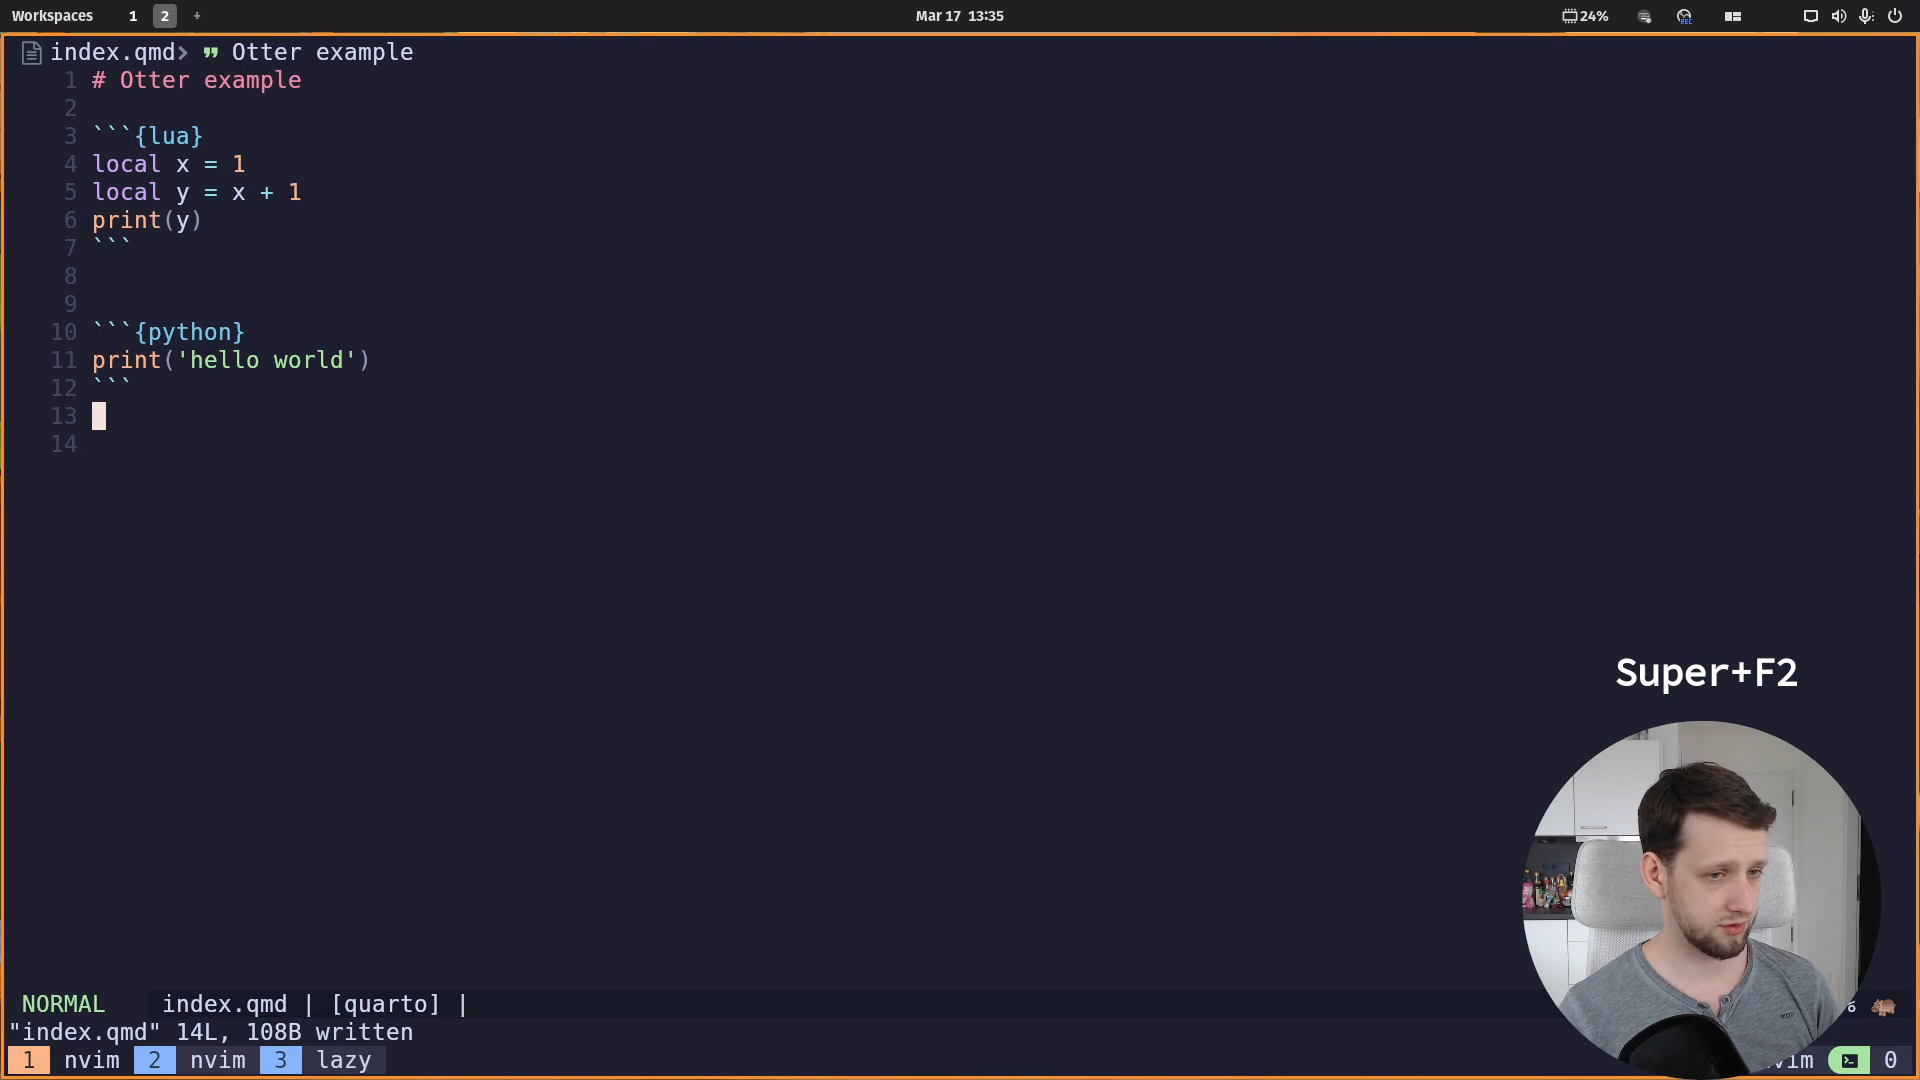 Workspaces 1 2 + Mar 17 13:35 24% REC
index.qmd> Otter example
1 # Otter example
2
3 ```{lua}
4 local x = 1
5 local y = x + 1
6 print(y)
7 ```
8
9
10 ```{python}
11 print('hello world')
12 ```
13
14
Super+F2
NORMAL index.qmd | [quarto] |
"index.qmd" 14L, 108B written
1 nvim 2 nvim 3 lazy 0